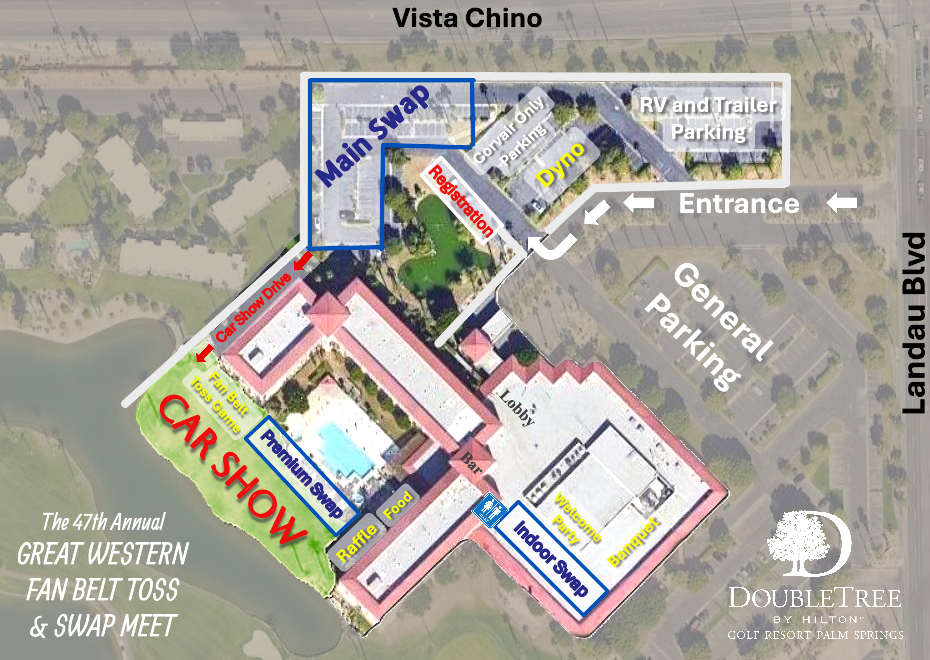 Vista Chino
Main Swap
Corvair Only
Parking
Dyno
RV and Trailer
Parking
Registration
Entrance
Car Show Drive
General
Parking
Landau Blvd
Fan Belt
Toss Game
CAR SHOW
Premium Swap
Lobby
Bar
Raffle
Food
Welcome
Party
Banquet
Indoor Swap
The 47th Annual
GREAT WESTERN
FAN BELT TOSS
& SWAP MEET
D
DOUBLETREE
BY HILTON™
GOLF RESORT PALM SPRINGS